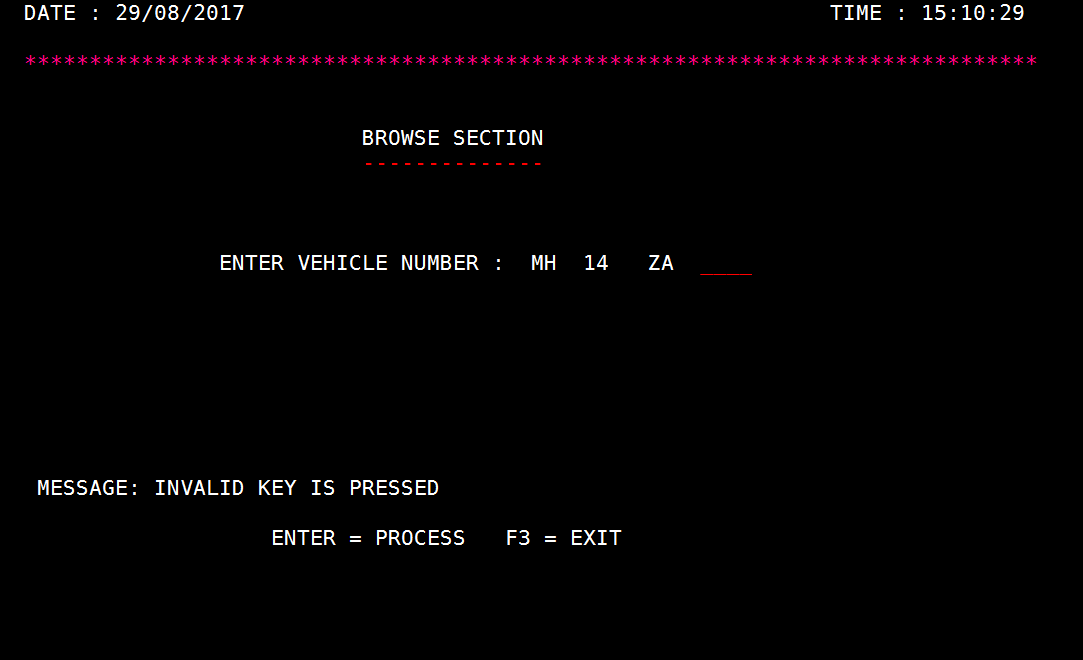 DATE : 29/08/2017 TIME : 15:10:29
******************************************************************************
BROWSE SECTION
--------------
ENTER VEHICLE NUMBER : MH 14 ZA ____
MESSAGE: INVALID KEY IS PRESSED
ENTER = PROCESS F3 = EXIT